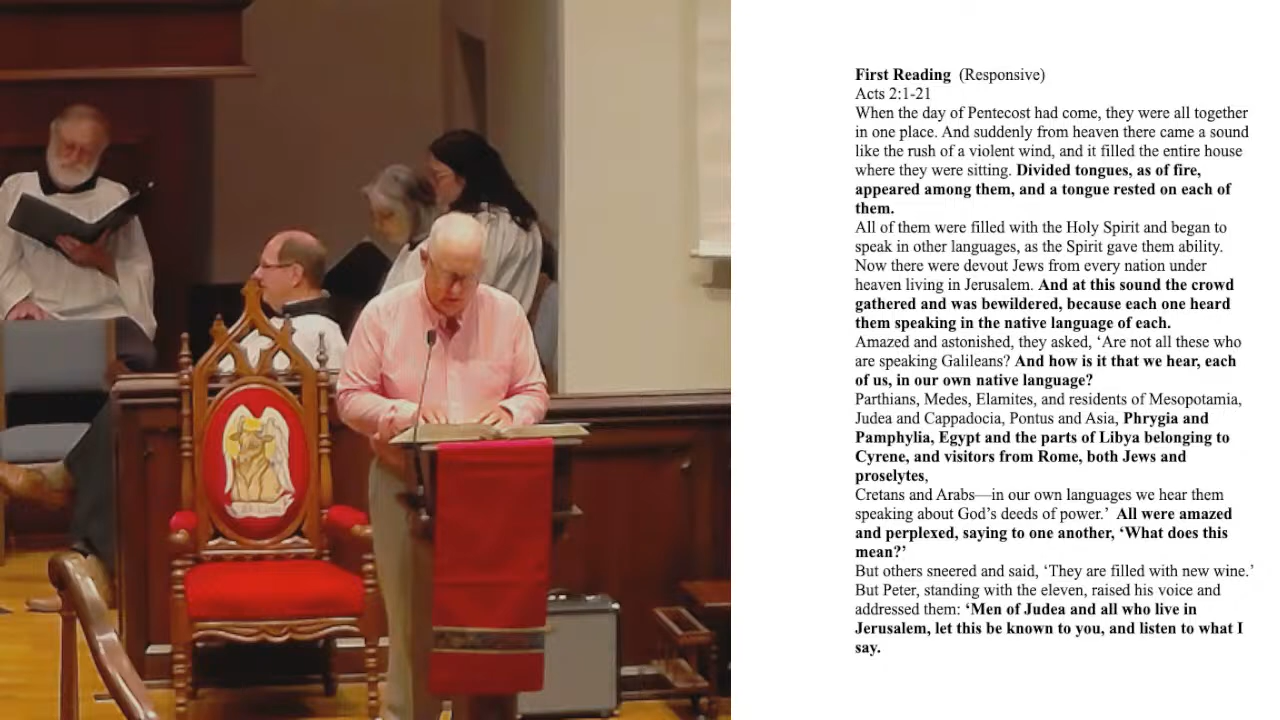 First Reading (Responsive)
Acts 2:1-21
When the day of Pentecost had come, they were all together
in one place. And suddenly from heaven there came a sound
like the rush of a violent wind, and it filled the entire house
where they were sitting. Divided tongues, as of fire,
appeared among them, and a tongue rested on each of
them.
All of them were filled with the Holy Spirit and began to
speak in other languages, as the Spirit gave them ability.
Now there were devout Jews from every nation under
heaven living in Jerusalem. And at this sound the crowd
gathered and was bewildered, because each one heard
them speaking in the native language of each.
Amazed and astonished, they asked, ‘Are not all these who
are speaking Galileans? And how is it that we hear, each
of us, in our own native language?
Parthians, Medes, Elamites, and residents of Mesopotamia,
Judea and Cappadocia, Pontus and Asia, Phrygia and
Pamphylia, Egypt and the parts of Libya belonging to
Cyrene, and visitors from Rome, both Jews and
proselytes,
Cretans and Arabs—in our own languages we hear them
speaking about God’s deeds of power.’ All were amazed
and perplexed, saying to one another, ‘What does this
mean?’
But others sneered and said, ‘They are filled with new wine.’
But Peter, standing with the eleven, raised his voice and
addressed them: ‘Men of Judea and all who live in
Jerusalem, let this be known to you, and listen to what I
say.